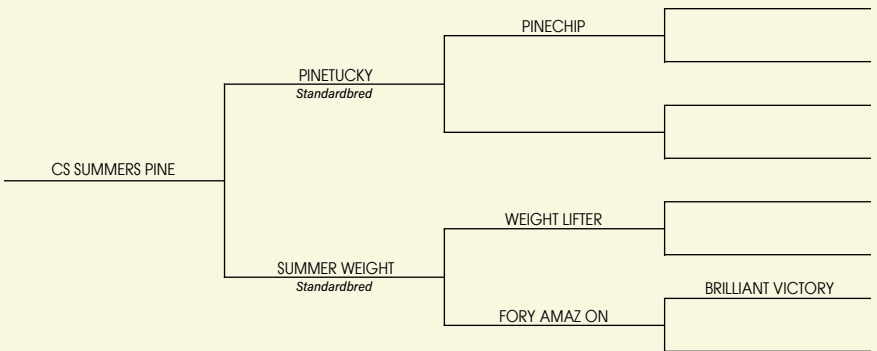 PINECHIP
PINETUCKY
Standardbred
CS SUMMERS PINE
WEIGHT LIFTER
SUMMER WEIGHT
Standardbred
BRILLIANT VICTORY
FORY AMAZ ON